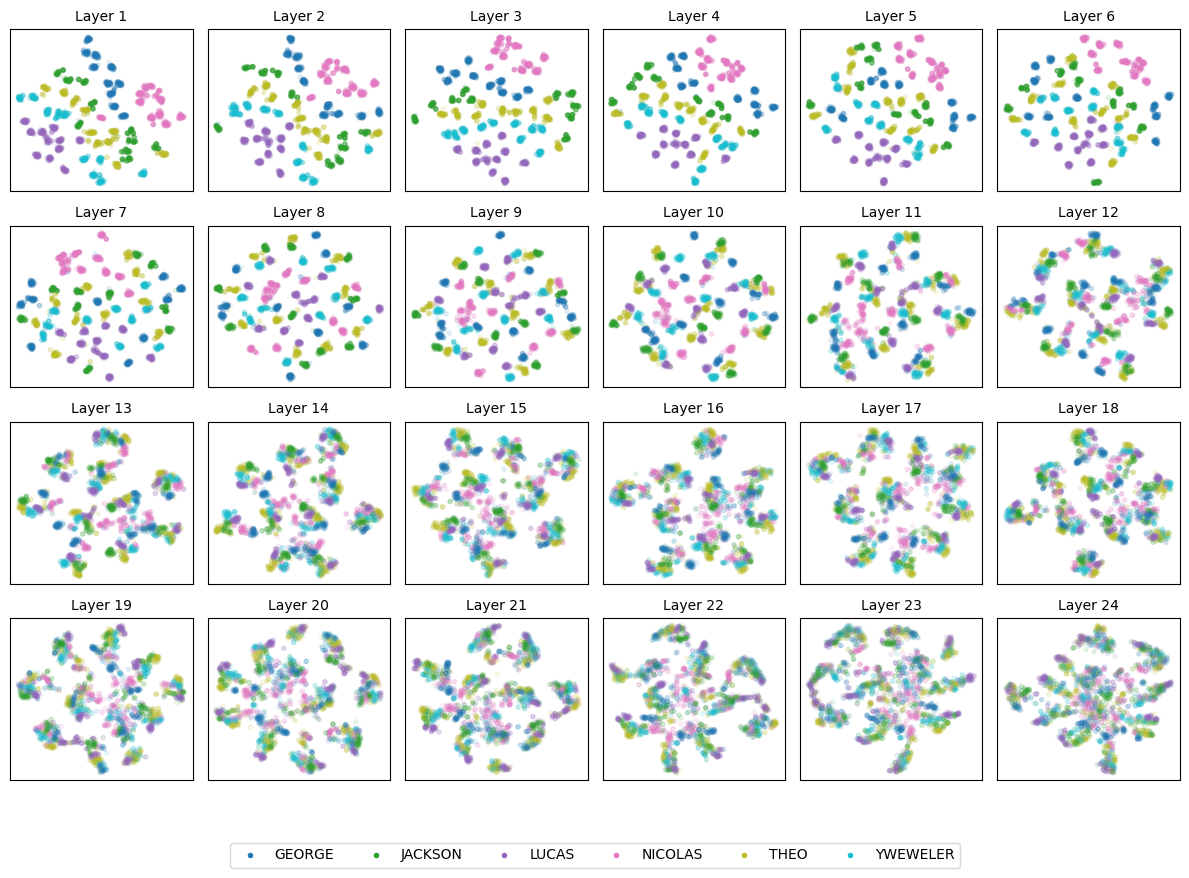 Layer 1 Layer 2 Layer 3 Layer 4 Layer 5 Layer 6
Layer 7 Layer 8 Layer 9 Layer 10 Layer 11 Layer 12
Layer 13 Layer 14 Layer 15 Layer 16 Layer 17 Layer 18
Layer 19 Layer 20 Layer 21 Layer 22 Layer 23 Layer 24
GEORGE JACKSON LUCAS NICOLAS THEO YWEWELER